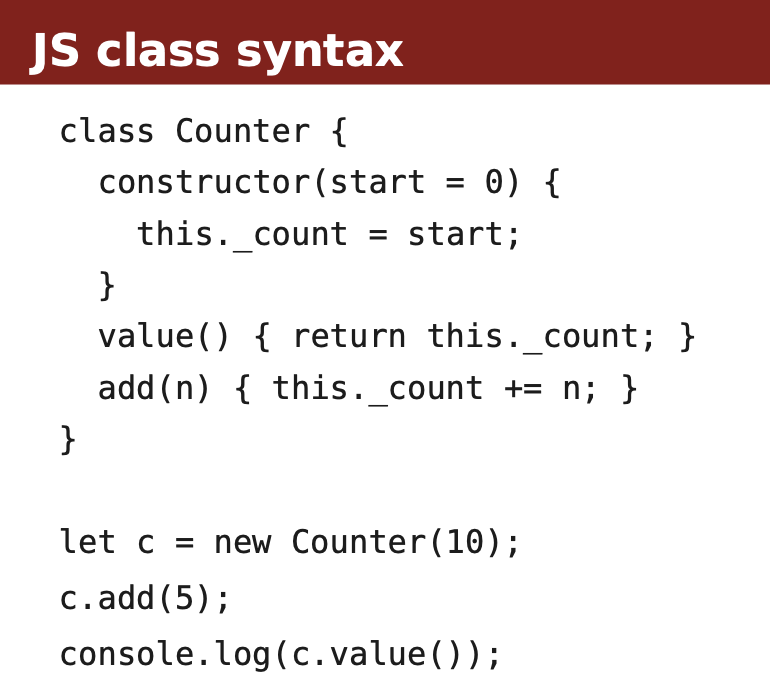 JS class syntax
class Counter {
  constructor(start = 0) {
    this._count = start;
  }
  value() { return this._count; }
  add(n) { this._count += n; }
}

let c = new Counter(10);
c.add(5);
console.log(c.value());